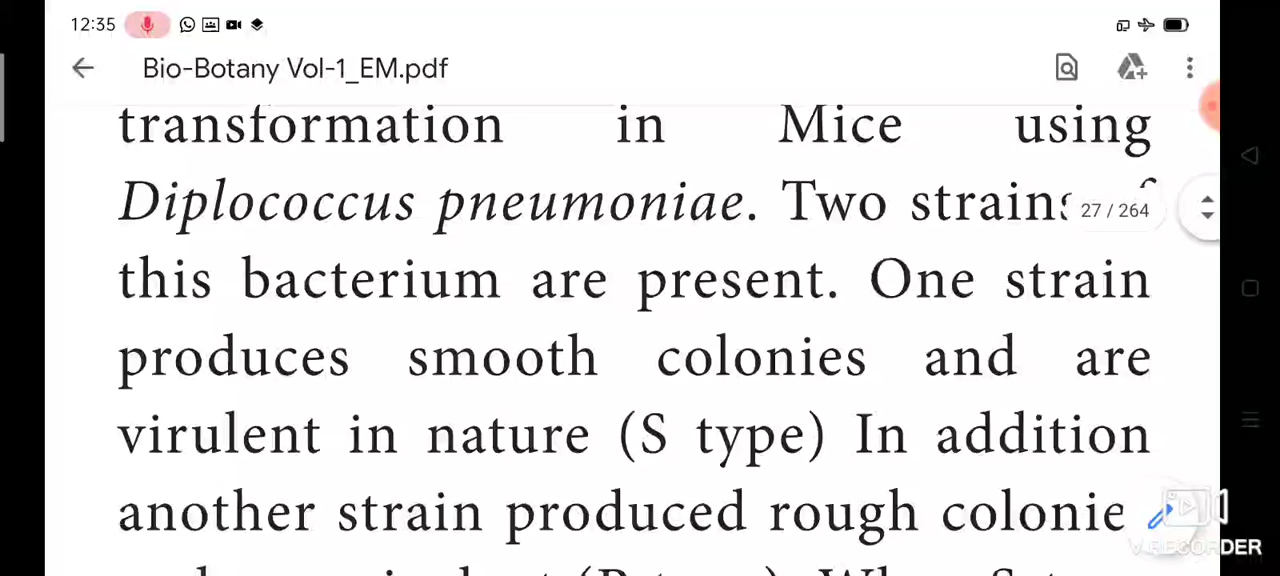 12:35
Bio-Botany Vol-1_EM.pdf
transformation in Mice using
Diplococcus pneumoniae. Two strains
27 / 264
this bacterium are present. One strain
produces smooth colonies and are
virulent in nature (S type) In addition
another strain produced rough colonie
V.RECORDER